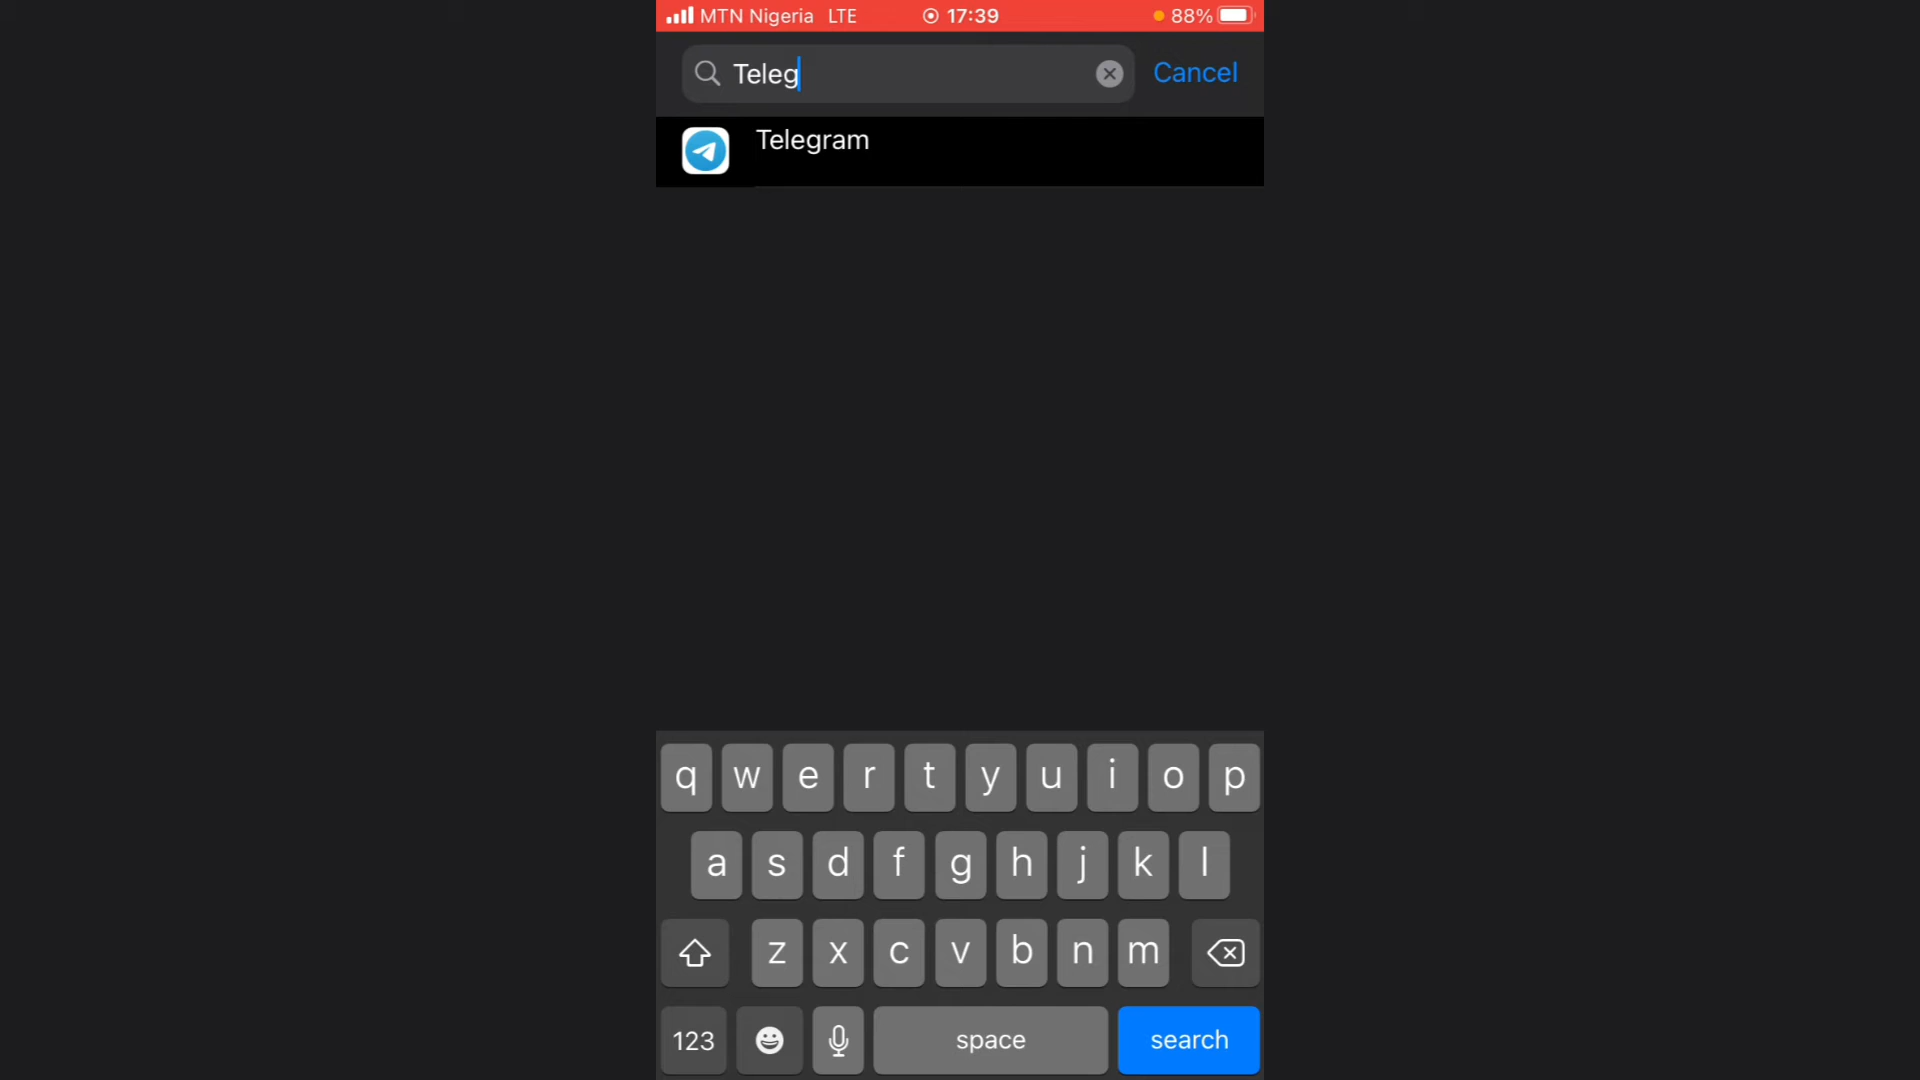 MTN Nigeria LTE 17:39 88%
Teleg Cancel
Telegram
q w e r t y u i o p
a s d f g h j k l
z x c v b n m
123 space search